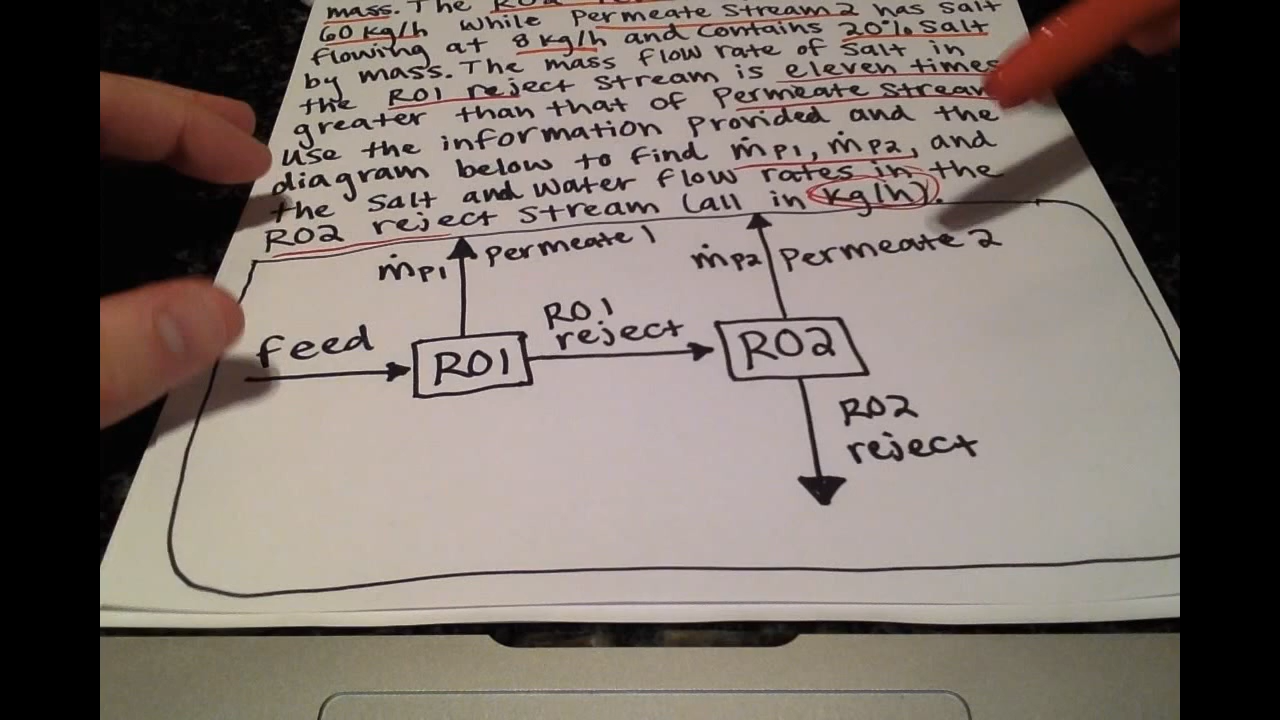 mass. The RO2
60 kg/h while Permeate Stream 2 has salt
flowing at 8 kg/h and contains 20% salt
by mass. The mass flow rate of salt in
the RO1 reject stream is eleven times
greater than that of Permeate Stream
use the information provided and the
diagram below to find ṁP1, ṁP2, and
the salt and water flow rates in the
RO2 reject stream (all in kg/h).
ṁP1 Permeate 1
ṁP2 Permeate 2
feed
RO1
RO1
reject
RO2
RO2
reject